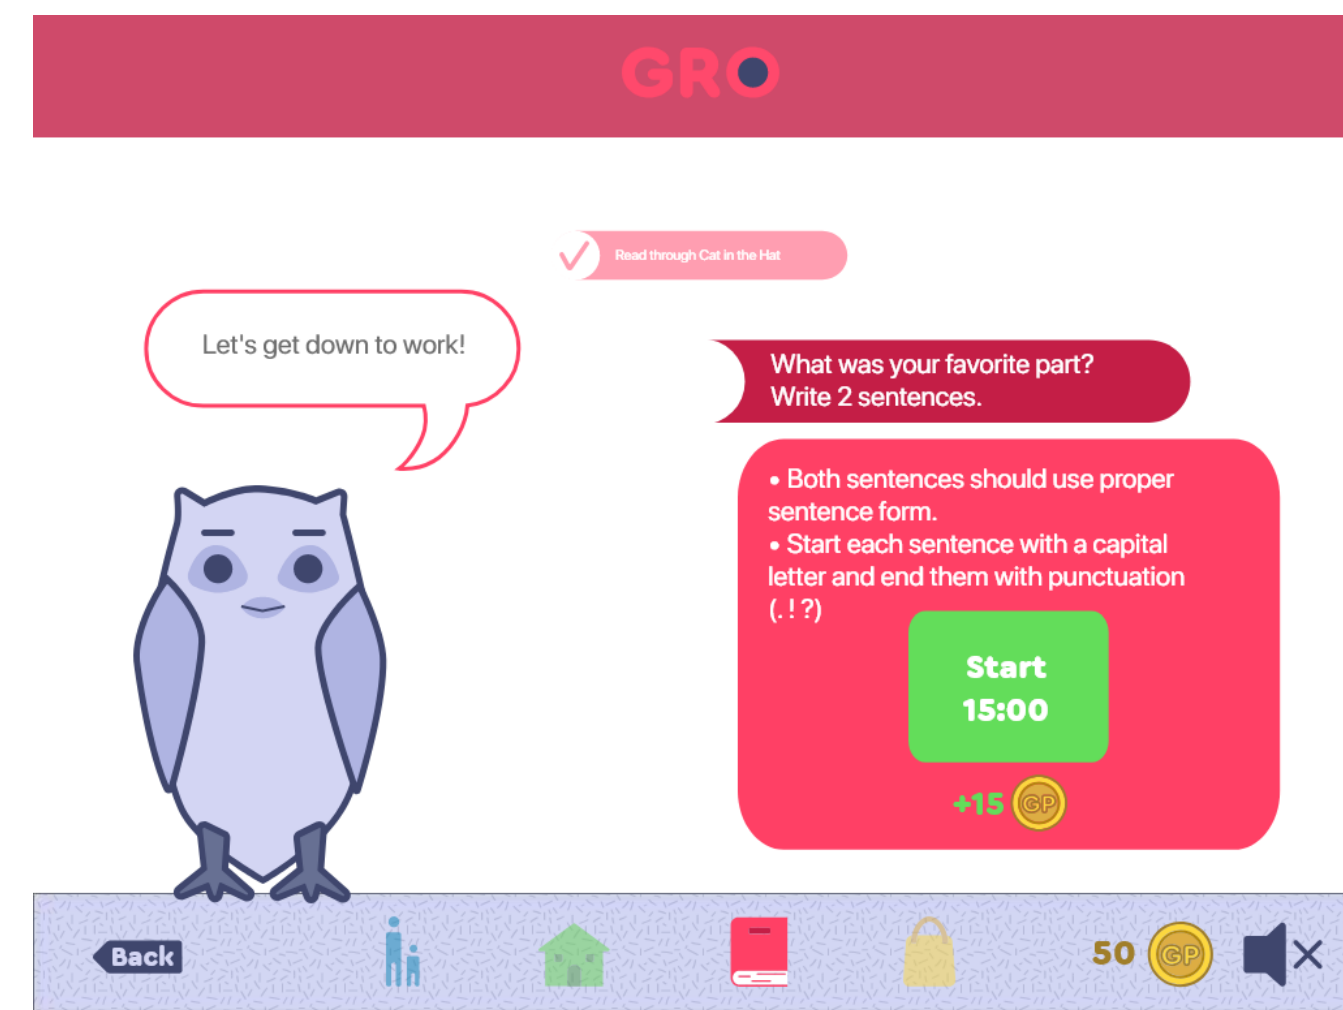 GRO
Read through Cat in the Hat
Let's get down to work!
What was your favorite part?
Write 2 sentences.
• Both sentences should use proper
sentence form.
• Start each sentence with a capital
letter and end them with punctuation
(. ! ?)
Start
15:00
+15 GP
Back
50 GP